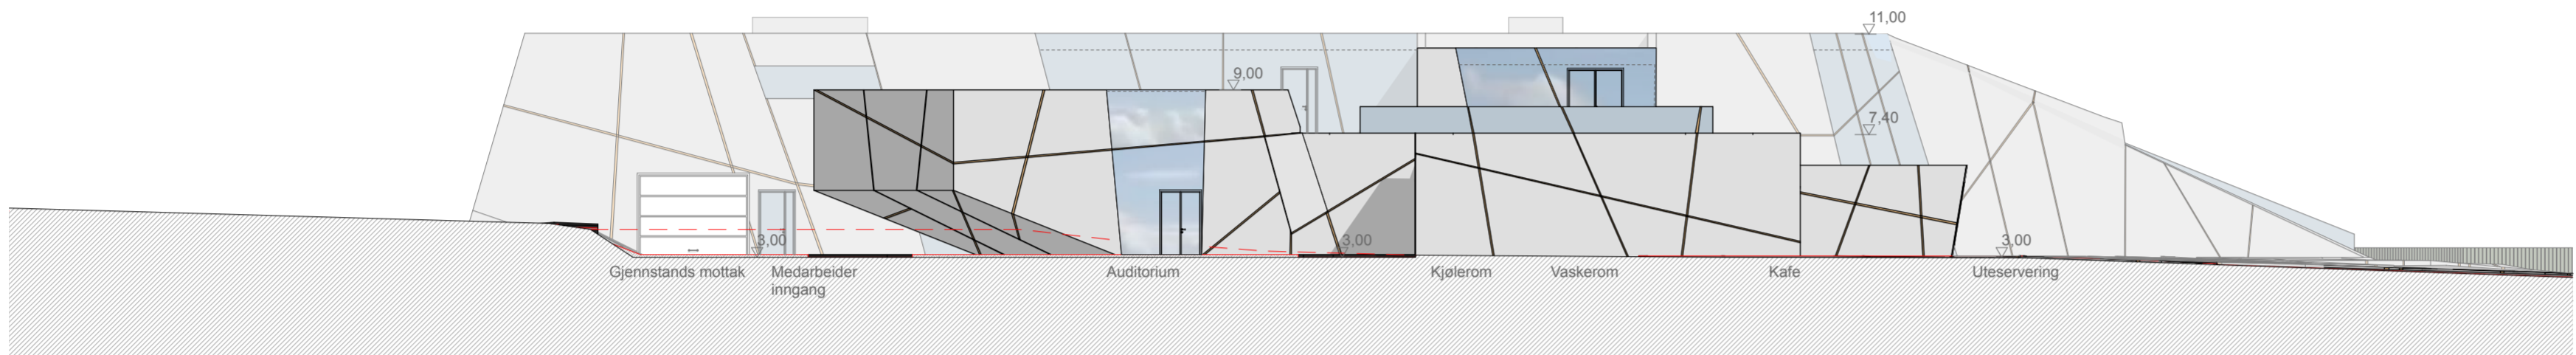 11,00
9,00
7,40
3,00
3,00
3,00
Gjennstands mottak
Medarbeider
inngang
Auditorium
Kjølerom
Vaskerom
Kafe
Uteservering